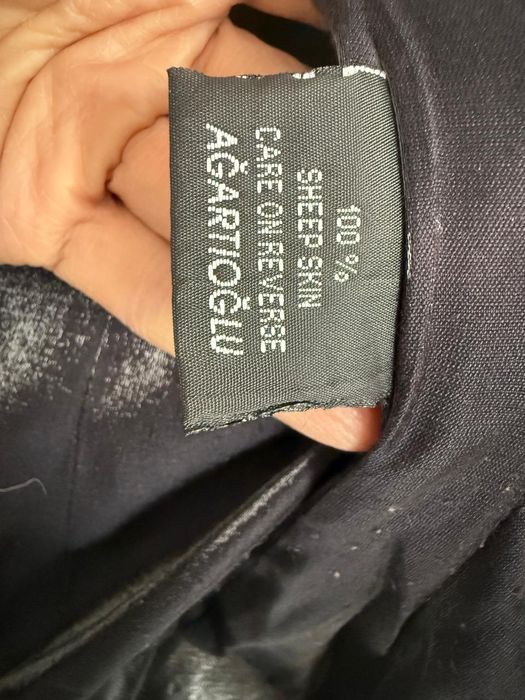 100 %
SHEEP SKIN
CARE ON REVERSE
AĞARTIOĞLU